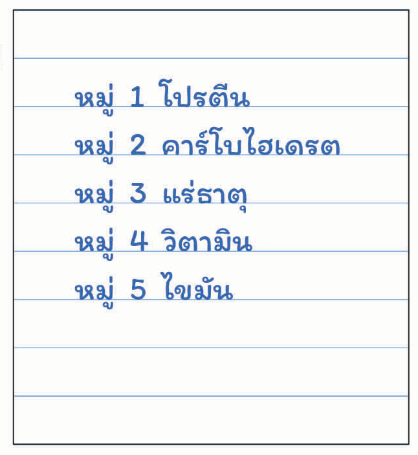 หมู่ 1 โปรตีน
หมู่ 2 คาร์โบไฮเดรต
หมู่ 3 แร่ธาตุ
หมู่ 4 วิตามิน
หมู่ 5 ไขมัน